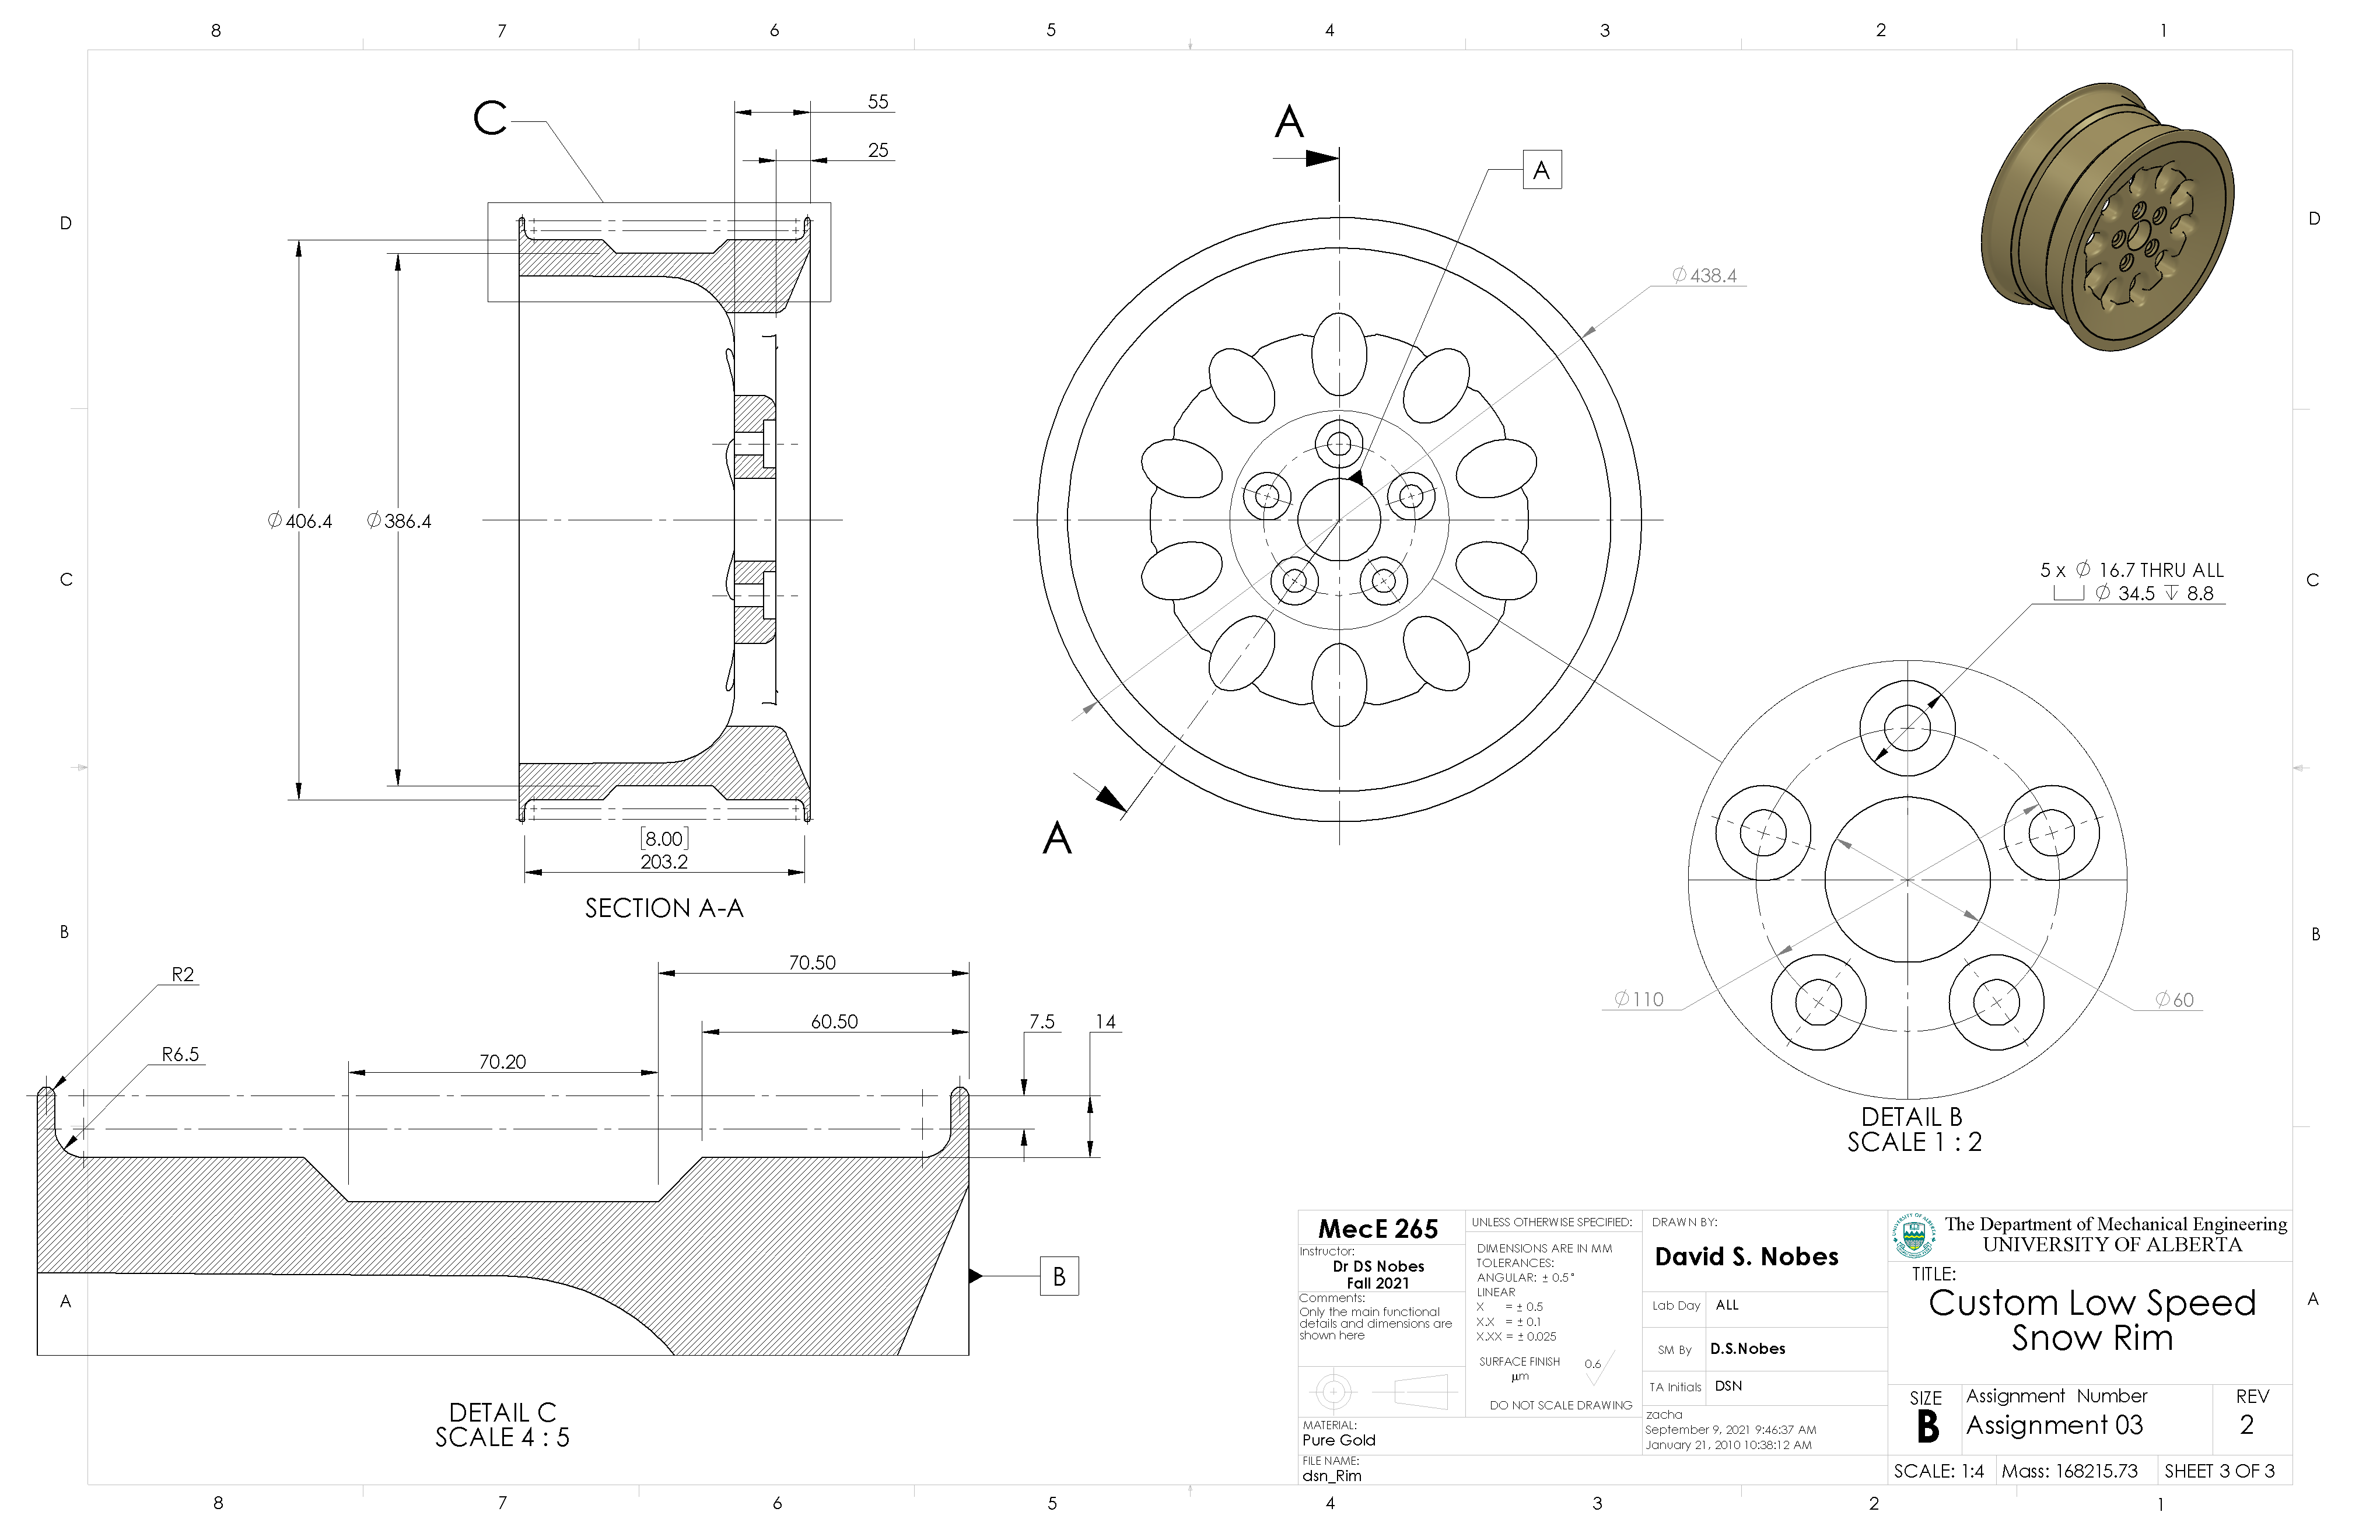 8 7 6 5 4 3 2 1
D
C
B
A
D
C
B
A
C
55
25
⌀406.4
⌀386.4
[8.00]
203.2
SECTION A-A
A
A
A
⌀438.4
5 x ⌀ 16.7 THRU ALL
⌴ ⌀ 34.5 ↧ 8.8
⌀110
⌀60
DETAIL B
SCALE 1 : 2
R2
R6.5
70.50
60.50
70.20
7.5
14
B
DETAIL C
SCALE 4 : 5
MecE 265
Instructor:
Dr DS Nobes
Fall 2021
Comments:
Only the main functional
details and dimensions are
shown here
MATERIAL:
Pure Gold
FILE NAME:
dsn_Rim
UNLESS OTHERWISE SPECIFIED:
DIMENSIONS ARE IN MM
TOLERANCES:
ANGULAR: ± 0.5°
LINEAR
X = ± 0.5
X.X = ± 0.1
X.XX = ± 0.025
SURFACE FINISH 0.6
µm
DO NOT SCALE DRAWING
DRAWN BY:
David S. Nobes
Lab Day ALL
SM By D.S.Nobes
TA Initials DSN
zacha
September 9, 2021 9:46:37 AM
January 21, 2010 10:38:12 AM
UNIVERSITY OF ALBERTA
The Department of Mechanical Engineering
UNIVERSITY OF ALBERTA
TITLE:
Custom Low Speed
Snow Rim
SIZE
B
Assignment Number
Assignment 03
REV
2
SCALE: 1:4 Mass: 168215.73 SHEET 3 OF 3
8 7 6 5 4 3 2 1